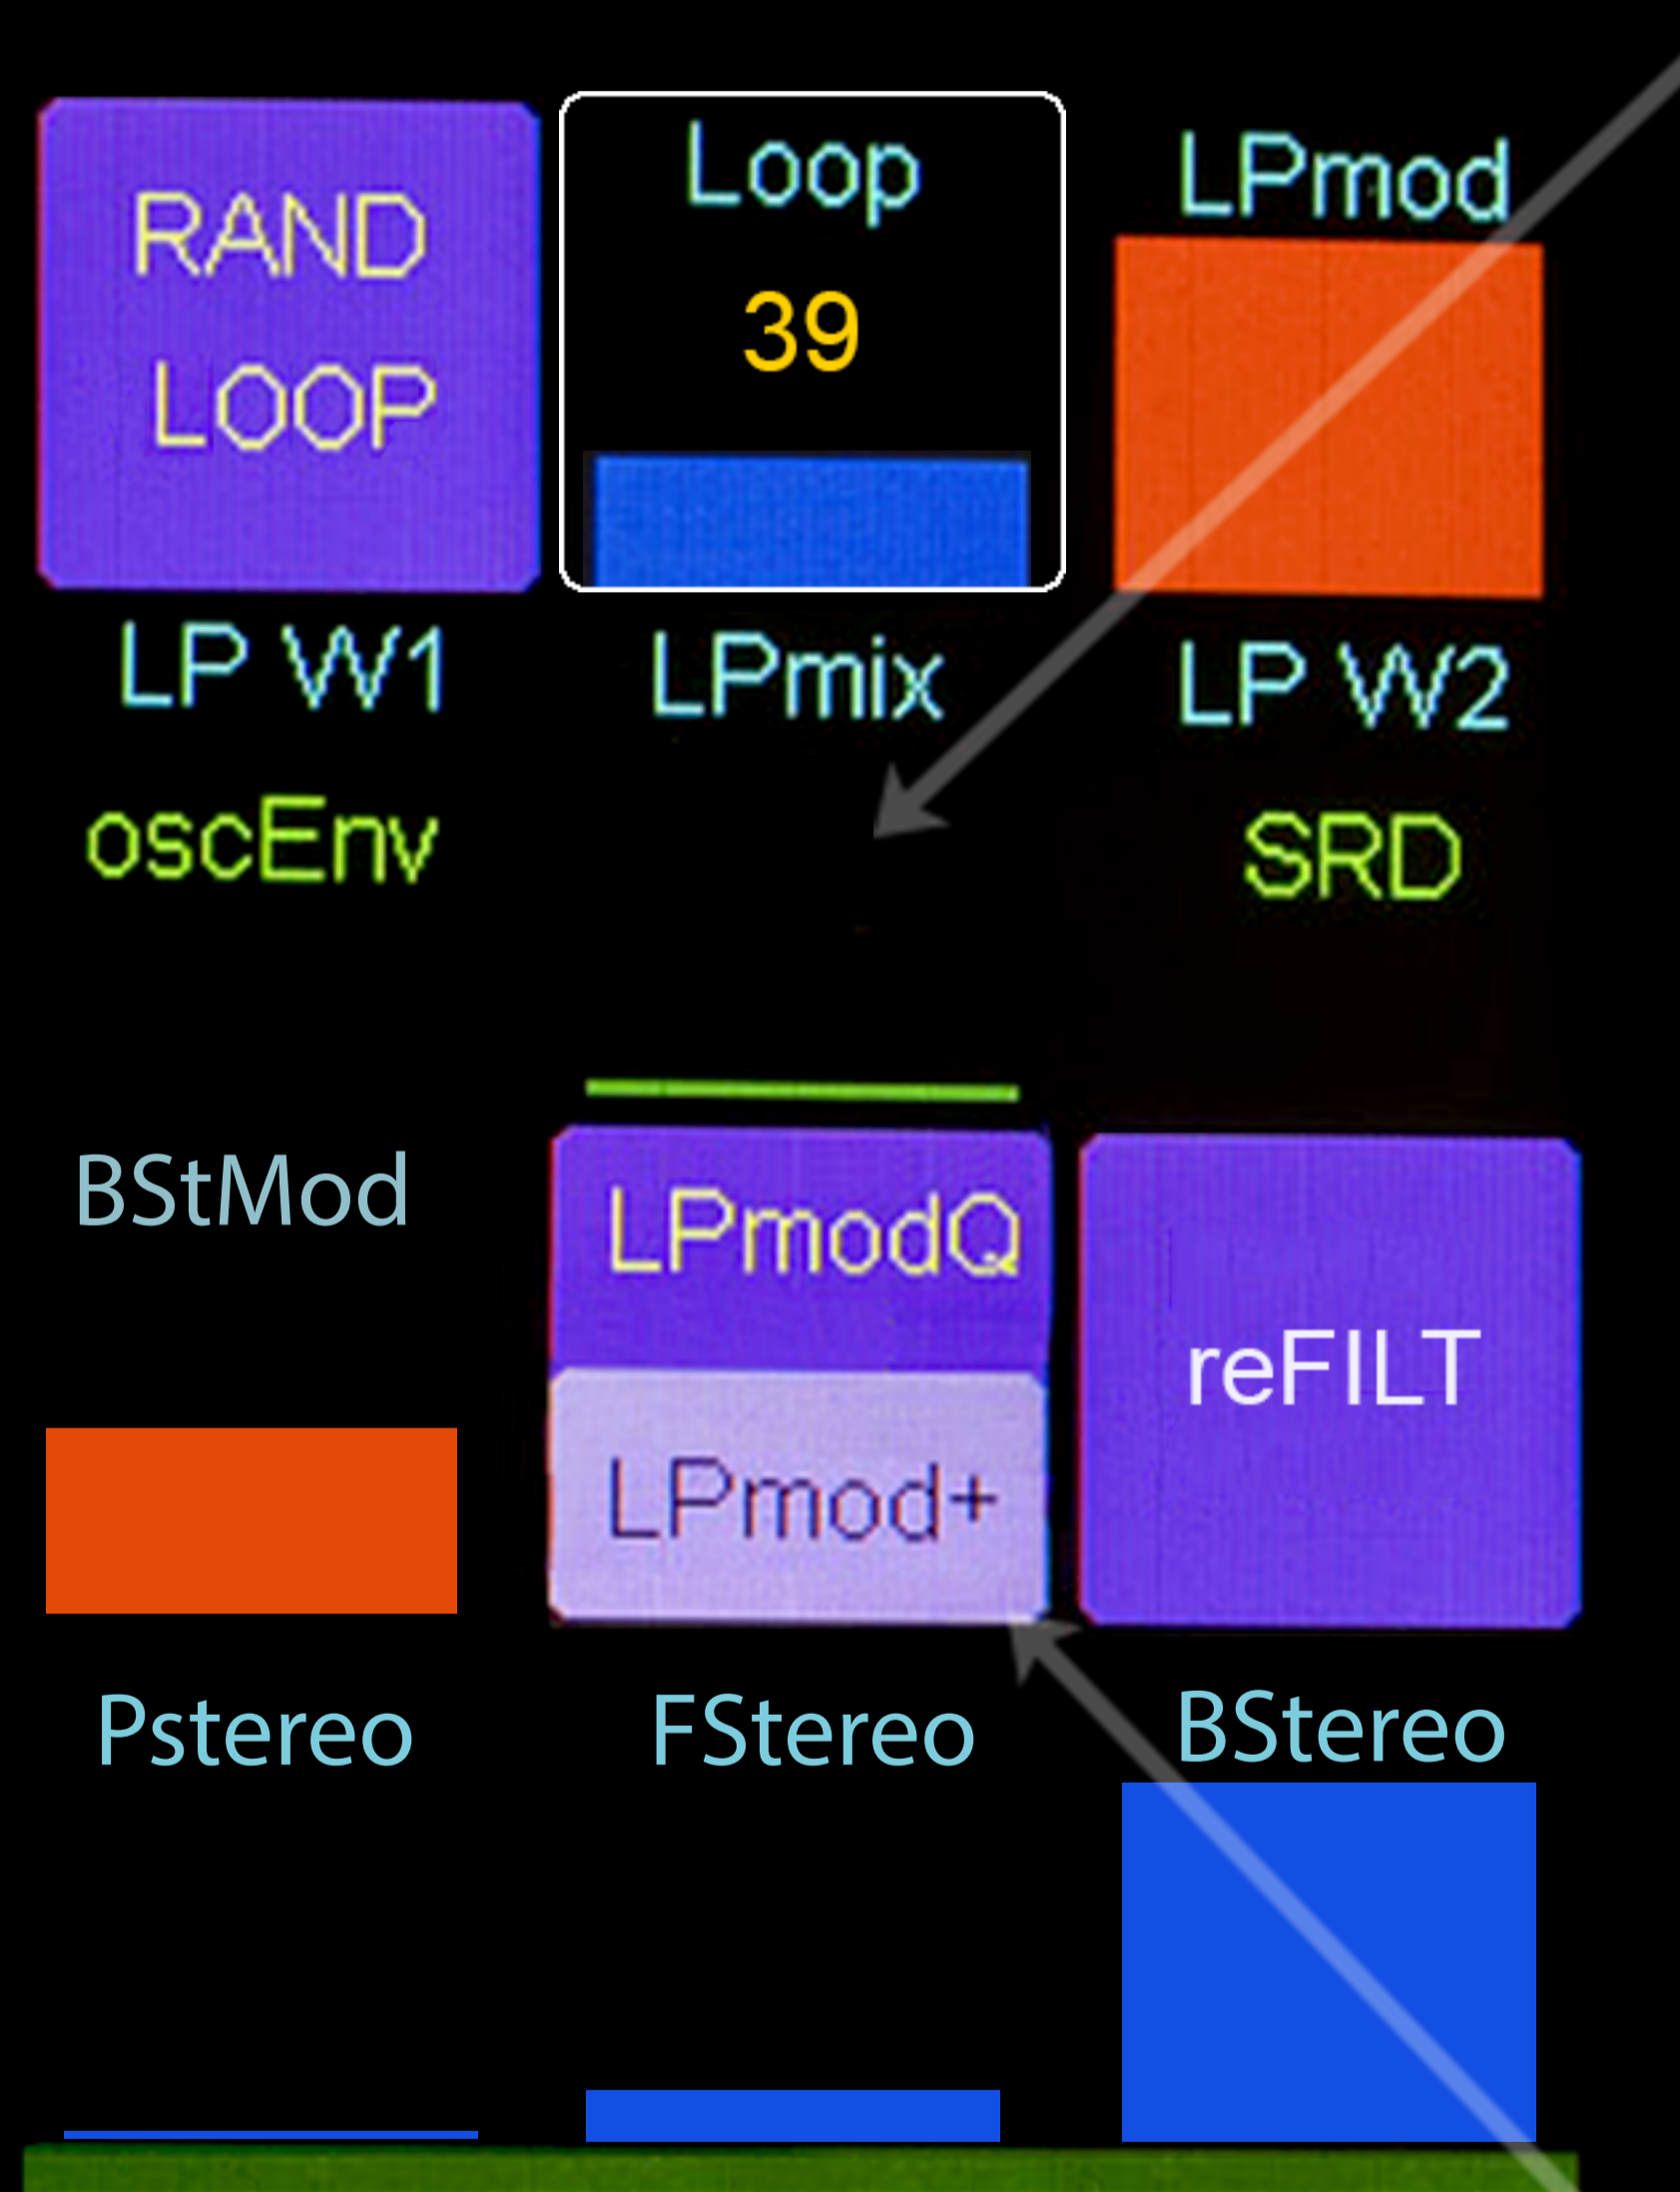 RAND
LOOP
Loop
39
LPmod
LP W1
LPmix
LP W2
oscEnv
SRD
BStMod
LPmodQ
LPmod+
reFILT
Pstereo
FStereo
BStereo